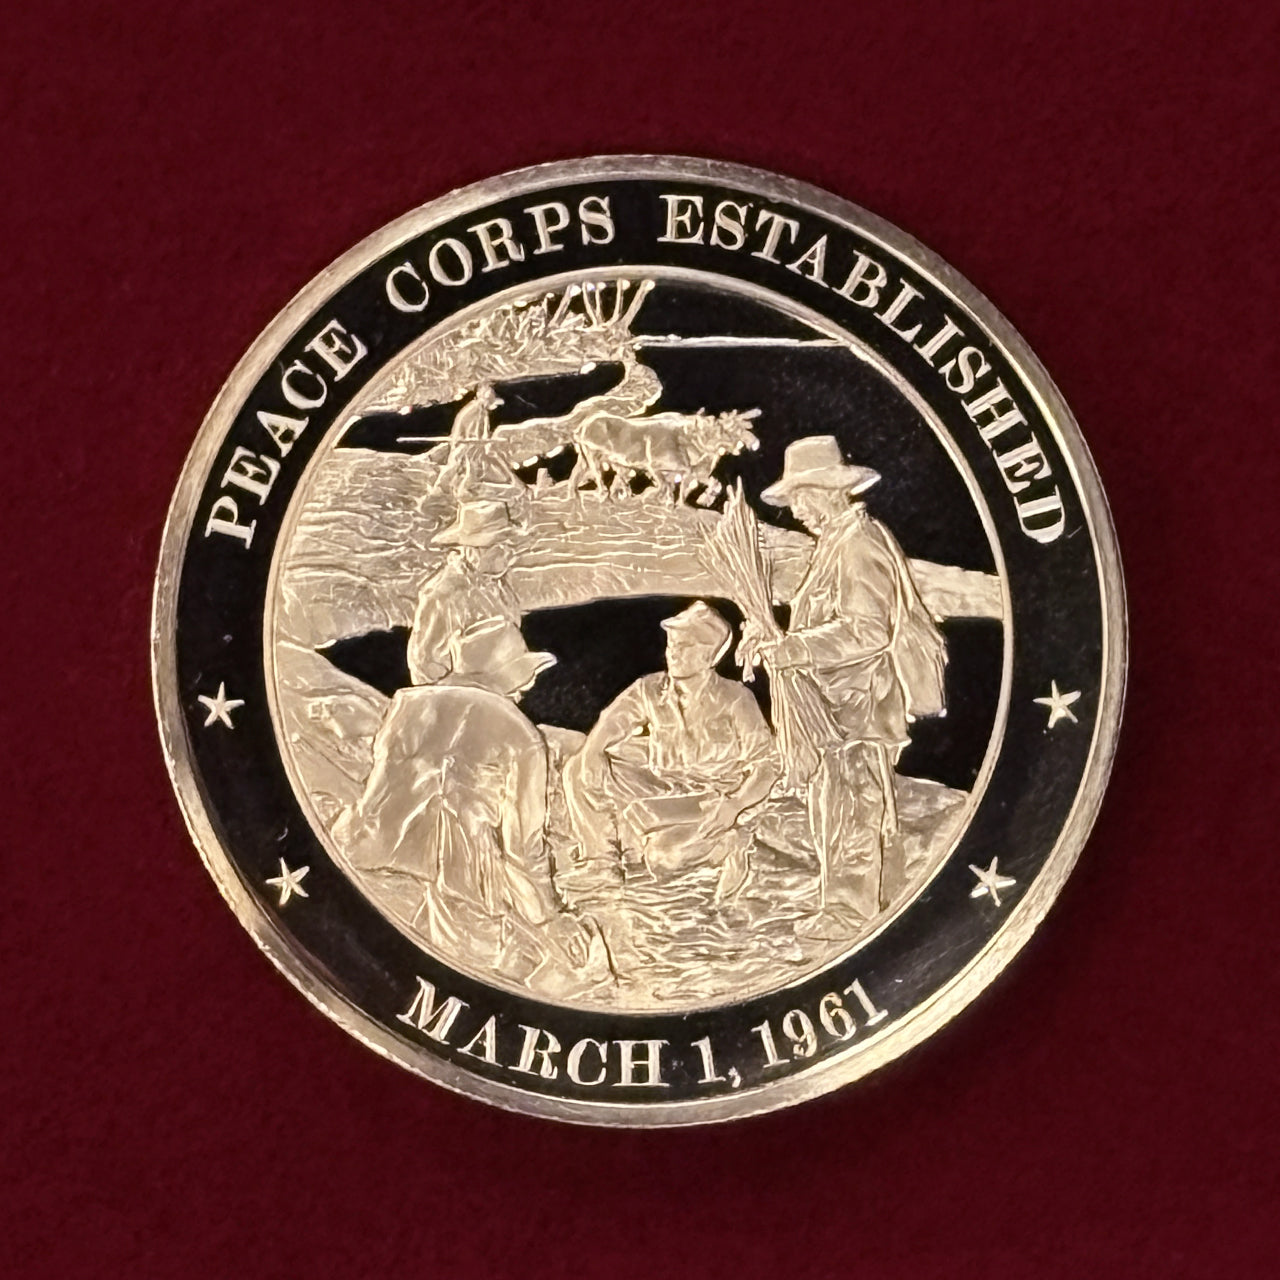 PEACE CORPS ESTABLISHED
MARCH 1, 1961